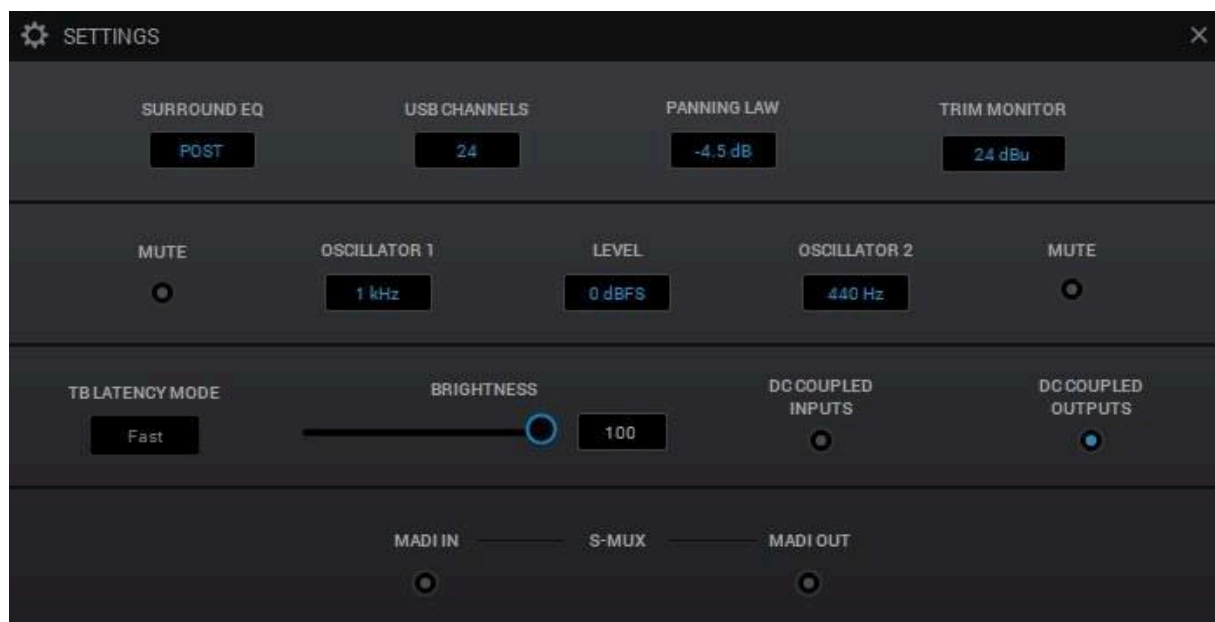 SETTINGS
SURROUND EQ
USB CHANNELS
PANNING LAW
TRIM MONITOR
POST
24
-4.5 dB
24 dBu
MUTE
OSCILLATOR 1
LEVEL
OSCILLATOR 2
MUTE
1 kHz
0 dBFS
440 Hz
TB LATENCY MODE
BRIGHTNESS
DC COUPLED
INPUTS
DC COUPLED
OUTPUTS
Fast
100
MADI IN
S-MUX
MADI OUT